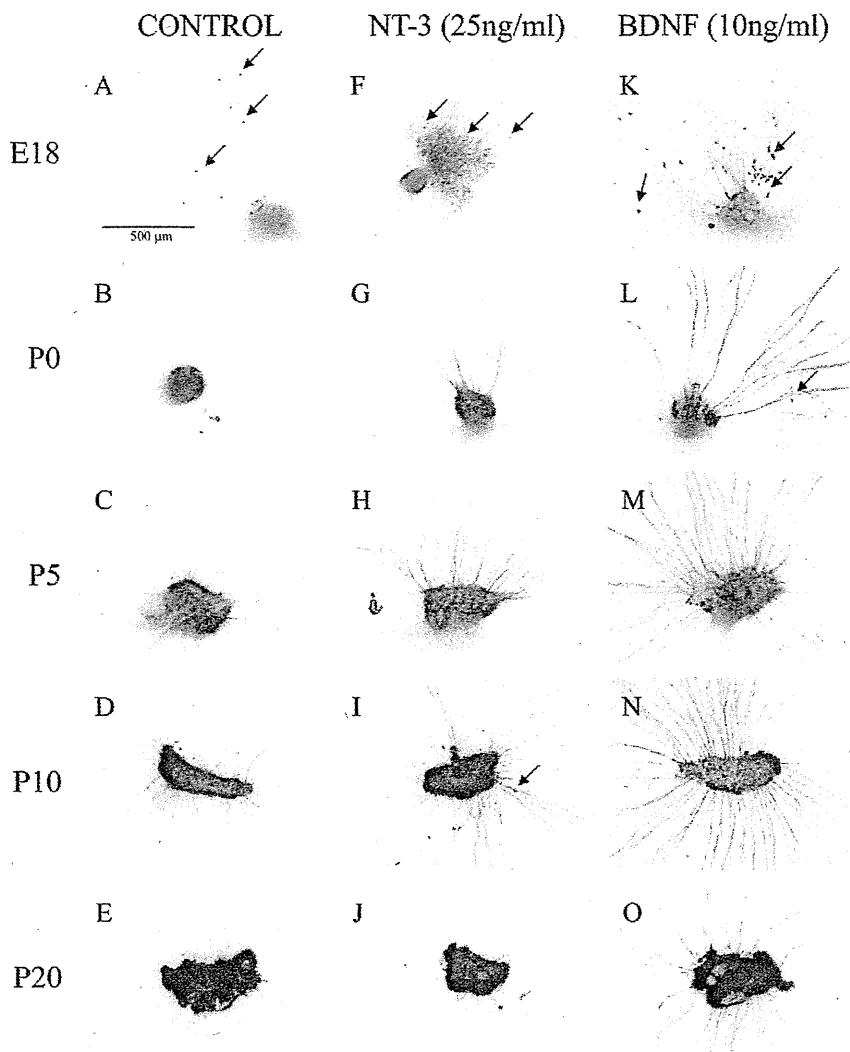 CONTROL NT-3 (25ng/ml) BDNF (10ng/ml)
A F K
E18
500 µm
B G L
P0
C H M
P5
D I N
P10
E J O
P20